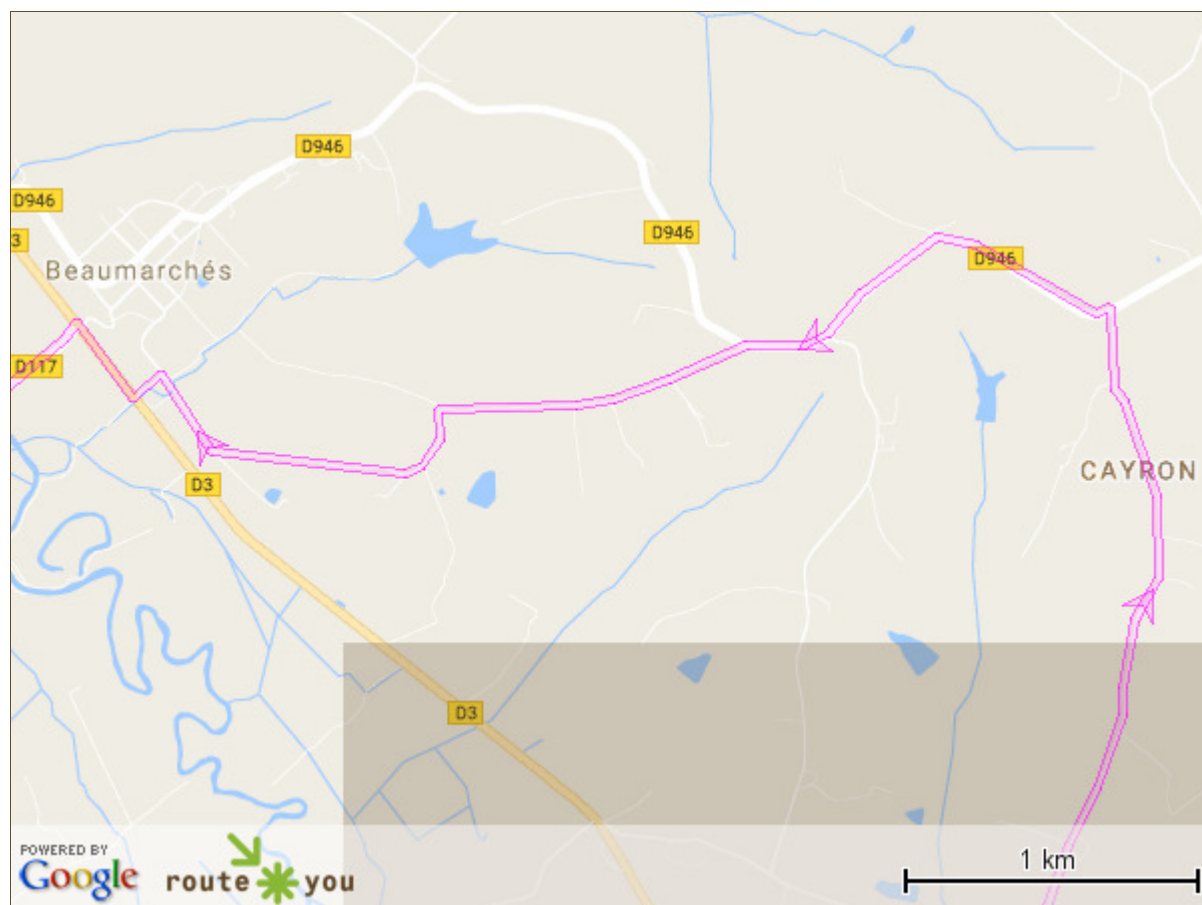 D946
D946
3
D946
D946
Beaumarchés
D117
CAYRON
D3
D3
POWERED BY
Google
route you
1 km